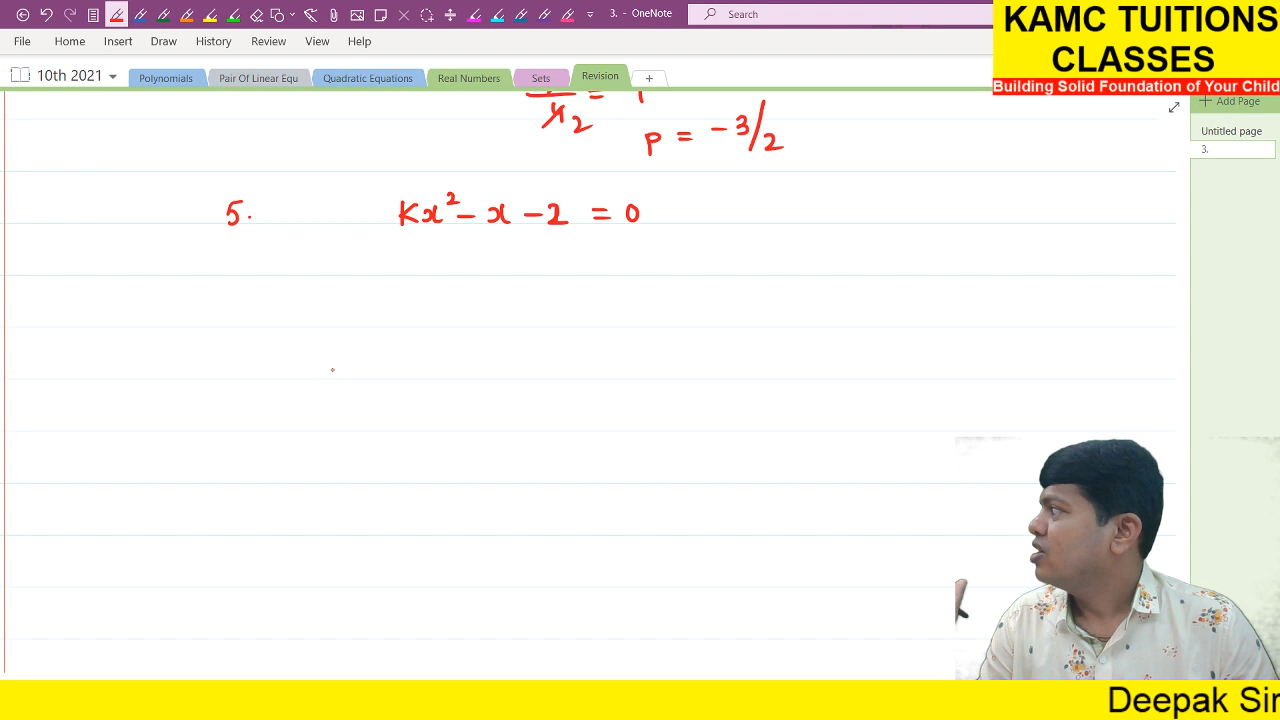 3. - OneNote
Search
KAMC TUITIONS
CLASSES
Building Solid Foundation of Your Child
File Home Insert Draw History Review View Help
10th 2021
Polynomials Pair Of Linear Equ Quadratic Equations Real Numbers Sets Revision +
+ Add Page
Untitled page
3.
p = -3/2
5. Kx² - x - 2 = 0
Deepak Sir